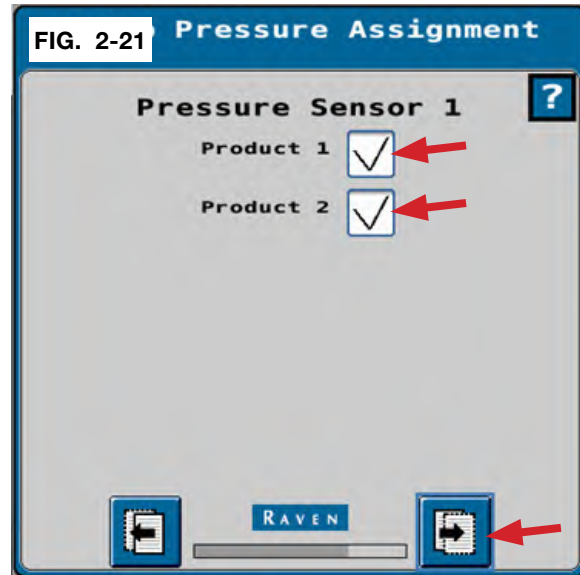 FIG. 2-21
Pressure Assignment
?
Pressure Sensor 1
Product 1
Product 2
RAVEN